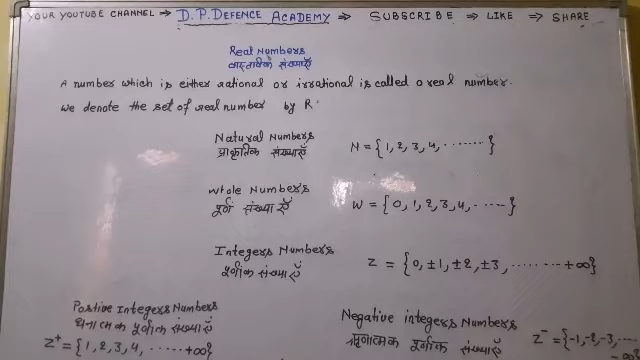 YOUR YOUTUBE CHANNEL ⇒ D.P. DEFENCE ACADEMY ⇒ SUBSCRIBE ⇒ LIKE ⇒ SHARE
Real Numbers
वास्तविक संख्याएँ
A number which is either rational or irrational is called a real number.
We denote the set of real number by R.
Natural Numbers N = {1, 2, 3, 4, ·······}
प्राकृतिक संख्याएँ
Whole Numbers W = {0, 1, 2, 3, 4, ·····}
पूर्ण संख्याएँ
Integers Numbers Z = {0, ±1, ±2, ±3, ········ +∞}
पूर्णांक संख्याएँ
Postive Integers Numbers
धनात्मक पूर्णांक संख्याएँ
Z⁺ = {1, 2, 3, 4, ······+∞}
Negative integers Numbers Z⁻ = {-1, -2, -3, ···
ऋणात्मक पूर्णांक संख्याएँ